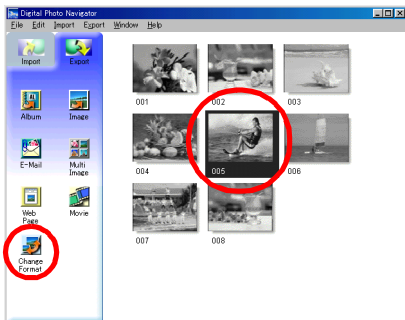 Digital Photo Navigator
File Edit Import Export Window Help
Import Export
Album Image
E-Mail Multi Image
Web Page Movie
Change Format
001 002 003
004 005 006
007 008